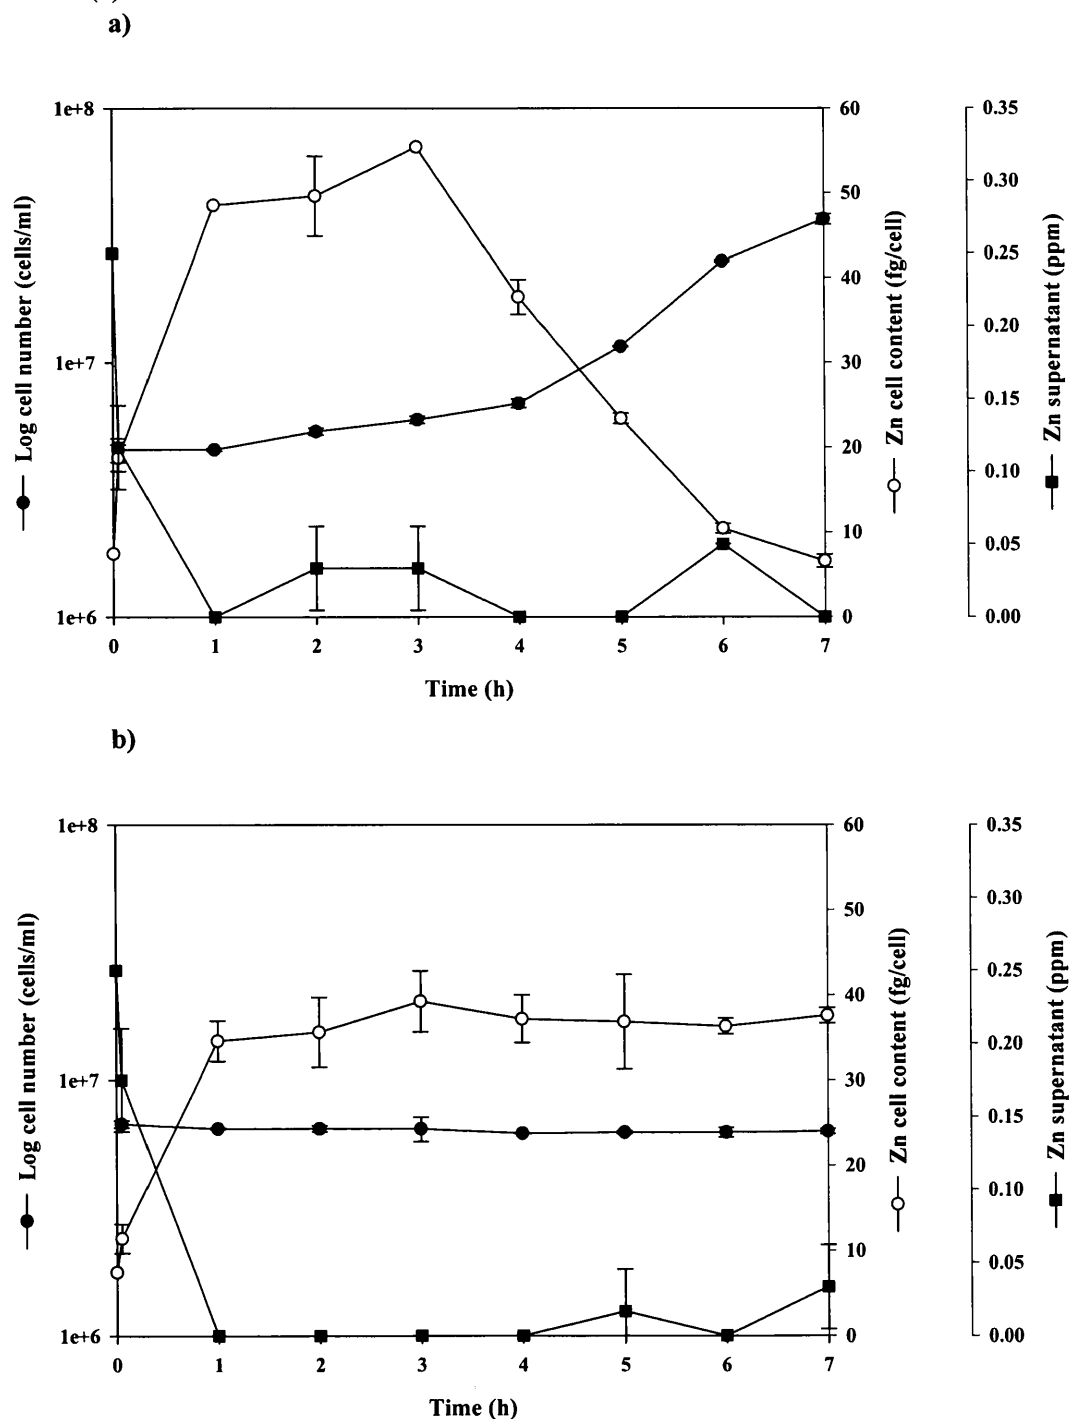 a)
1e+8
1e+7
1e+6
Log cell number (cells/ml)
60
50
40
30
20
10
0
Zn cell content (fg/cell)
0.35
0.30
0.25
0.20
0.15
0.10
0.05
0.00
Zn supernatant (ppm)
0 1 2 3 4 5 6 7
Time (h)
b)
1e+8
1e+7
1e+6
Log cell number (cells/ml)
60
50
40
30
20
10
0
Zn cell content (fg/cell)
0.35
0.30
0.25
0.20
0.15
0.10
0.05
0.00
Zn supernatant (ppm)
0 1 2 3 4 5 6 7
Time (h)